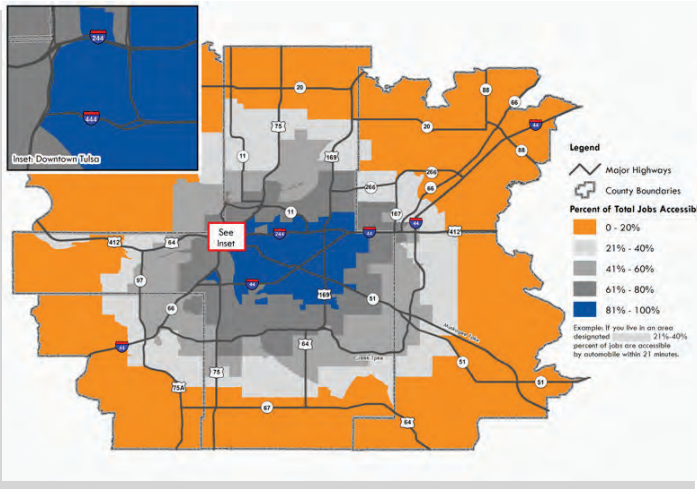 244
444
Inset: Downtown Tulsa
20
88
66
44
75
20
11
169
88
266
266
66
167
11
44
See
Inset
244
44
412
412
64
97
44
169
51
66
Muskogee Tpke
64
44
Creek Tpke
75
51
75A
51
67
64
Legend
Major Highways
County Boundaries
Percent of Total Jobs Accessib
0 - 20%
21% - 40%
41% - 60%
61% - 80%
81% - 100%
Example: If you live in an area
designated 21%-40%
percent of jobs are accessible
by automobile within 21 minutes.